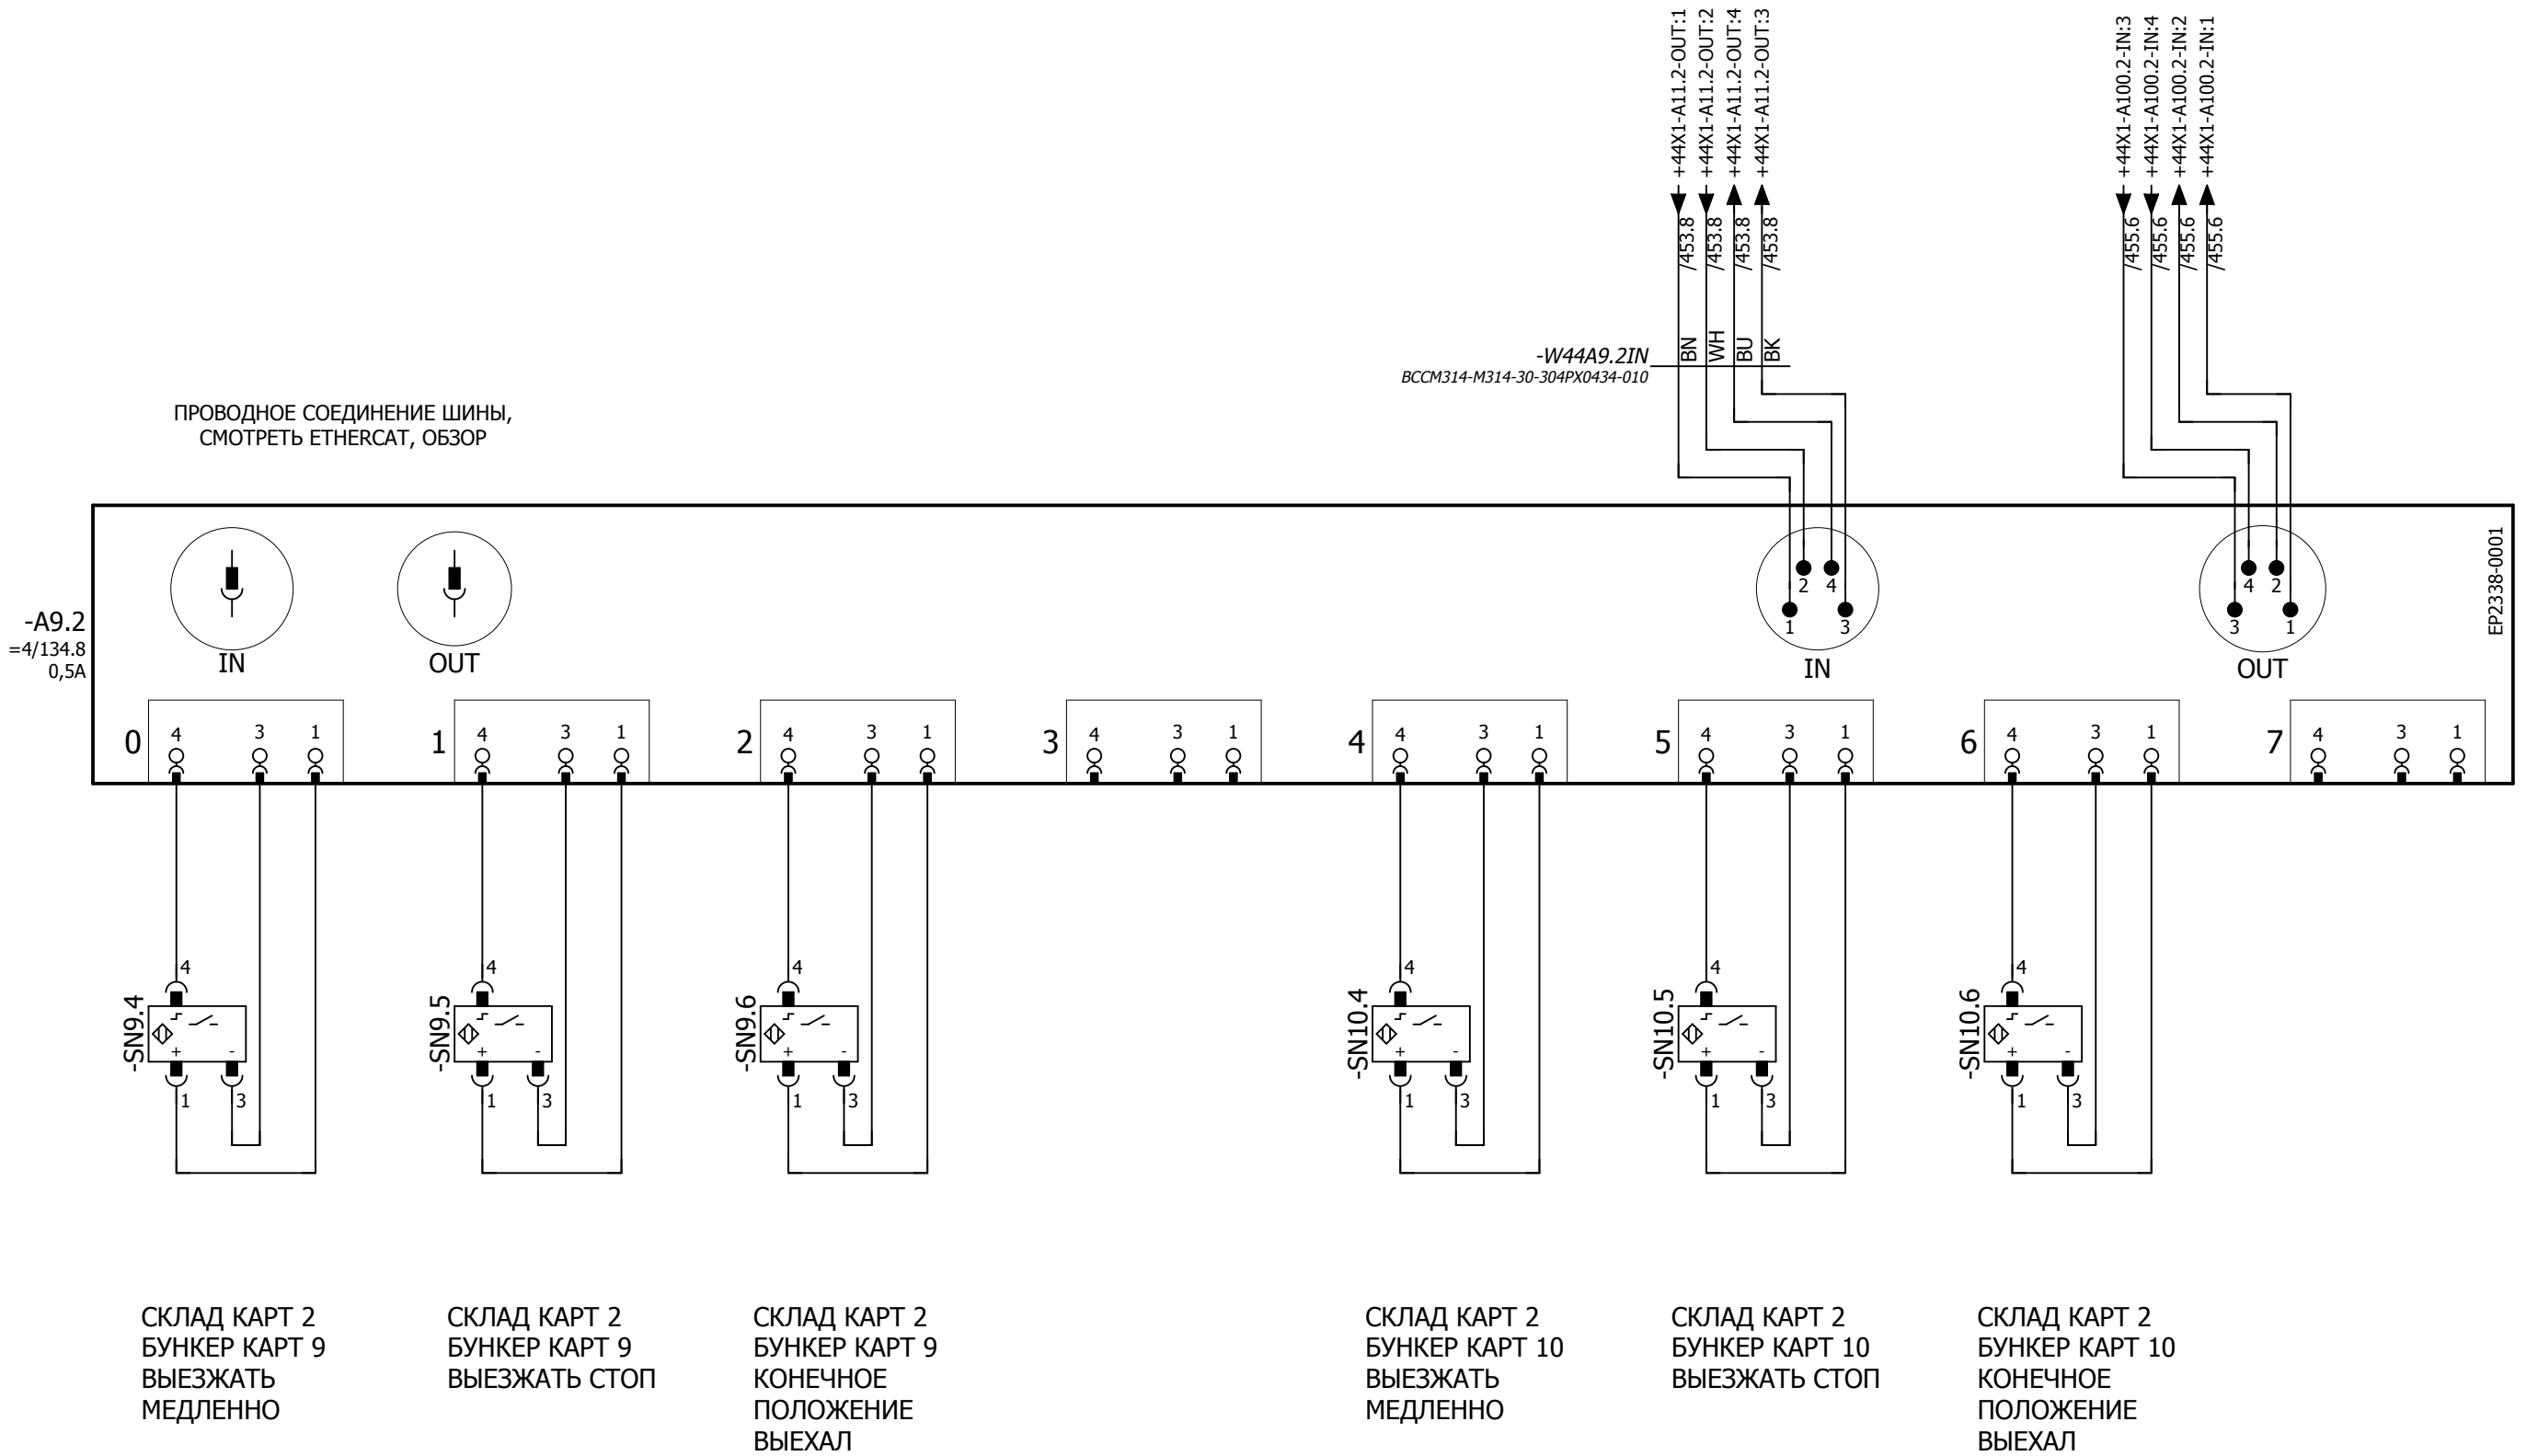 +44X1-A11.2-OUT:1
+44X1-A11.2-OUT:2
+44X1-A11.2-OUT:4
+44X1-A11.2-OUT:3
+44X1-A100.2-IN:3
+44X1-A100.2-IN:4
+44X1-A100.2-IN:2
+44X1-A100.2-IN:1
/453.8
/453.8
/453.8
/453.8
/455.6
/455.6
/455.6
/455.6
-W44A9.2IN
BCCM314-M314-30-304PX0434-010
BN
WH
BU
BK
ПРОВОДНОЕ СОЕДИНЕНИЕ ШИНЫ,
СМОТРЕТЬ ETHERCAT, ОБЗОР
-A9.2
=4/134.8
0,5A
IN
OUT
2 4
1 3
IN
4 2
3 1
OUT
EP2338-0001
0 4 3 1
1 4 3 1
2 4 3 1
3 4 3 1
4 4 3 1
5 4 3 1
6 4 3 1
7 4 3 1
-SN9.4
4
+ -
1 3
-SN9.5
4
+ -
1 3
-SN9.6
4
+ -
1 3
-SN10.4
4
+ -
1 3
-SN10.5
4
+ -
1 3
-SN10.6
4
+ -
1 3
СКЛАД КАРТ 2
БУНКЕР КАРТ 9
ВЫЕЗЖАТЬ
МЕДЛЕННО
СКЛАД КАРТ 2
БУНКЕР КАРТ 9
ВЫЕЗЖАТЬ СТОП
СКЛАД КАРТ 2
БУНКЕР КАРТ 9
КОНЕЧНОЕ
ПОЛОЖЕНИЕ
ВЫЕХАЛ
СКЛАД КАРТ 2
БУНКЕР КАРТ 10
ВЫЕЗЖАТЬ
МЕДЛЕННО
СКЛАД КАРТ 2
БУНКЕР КАРТ 10
ВЫЕЗЖАТЬ СТОП
СКЛАД КАРТ 2
БУНКЕР КАРТ 10
КОНЕЧНОЕ
ПОЛОЖЕНИЕ
ВЫЕХАЛ